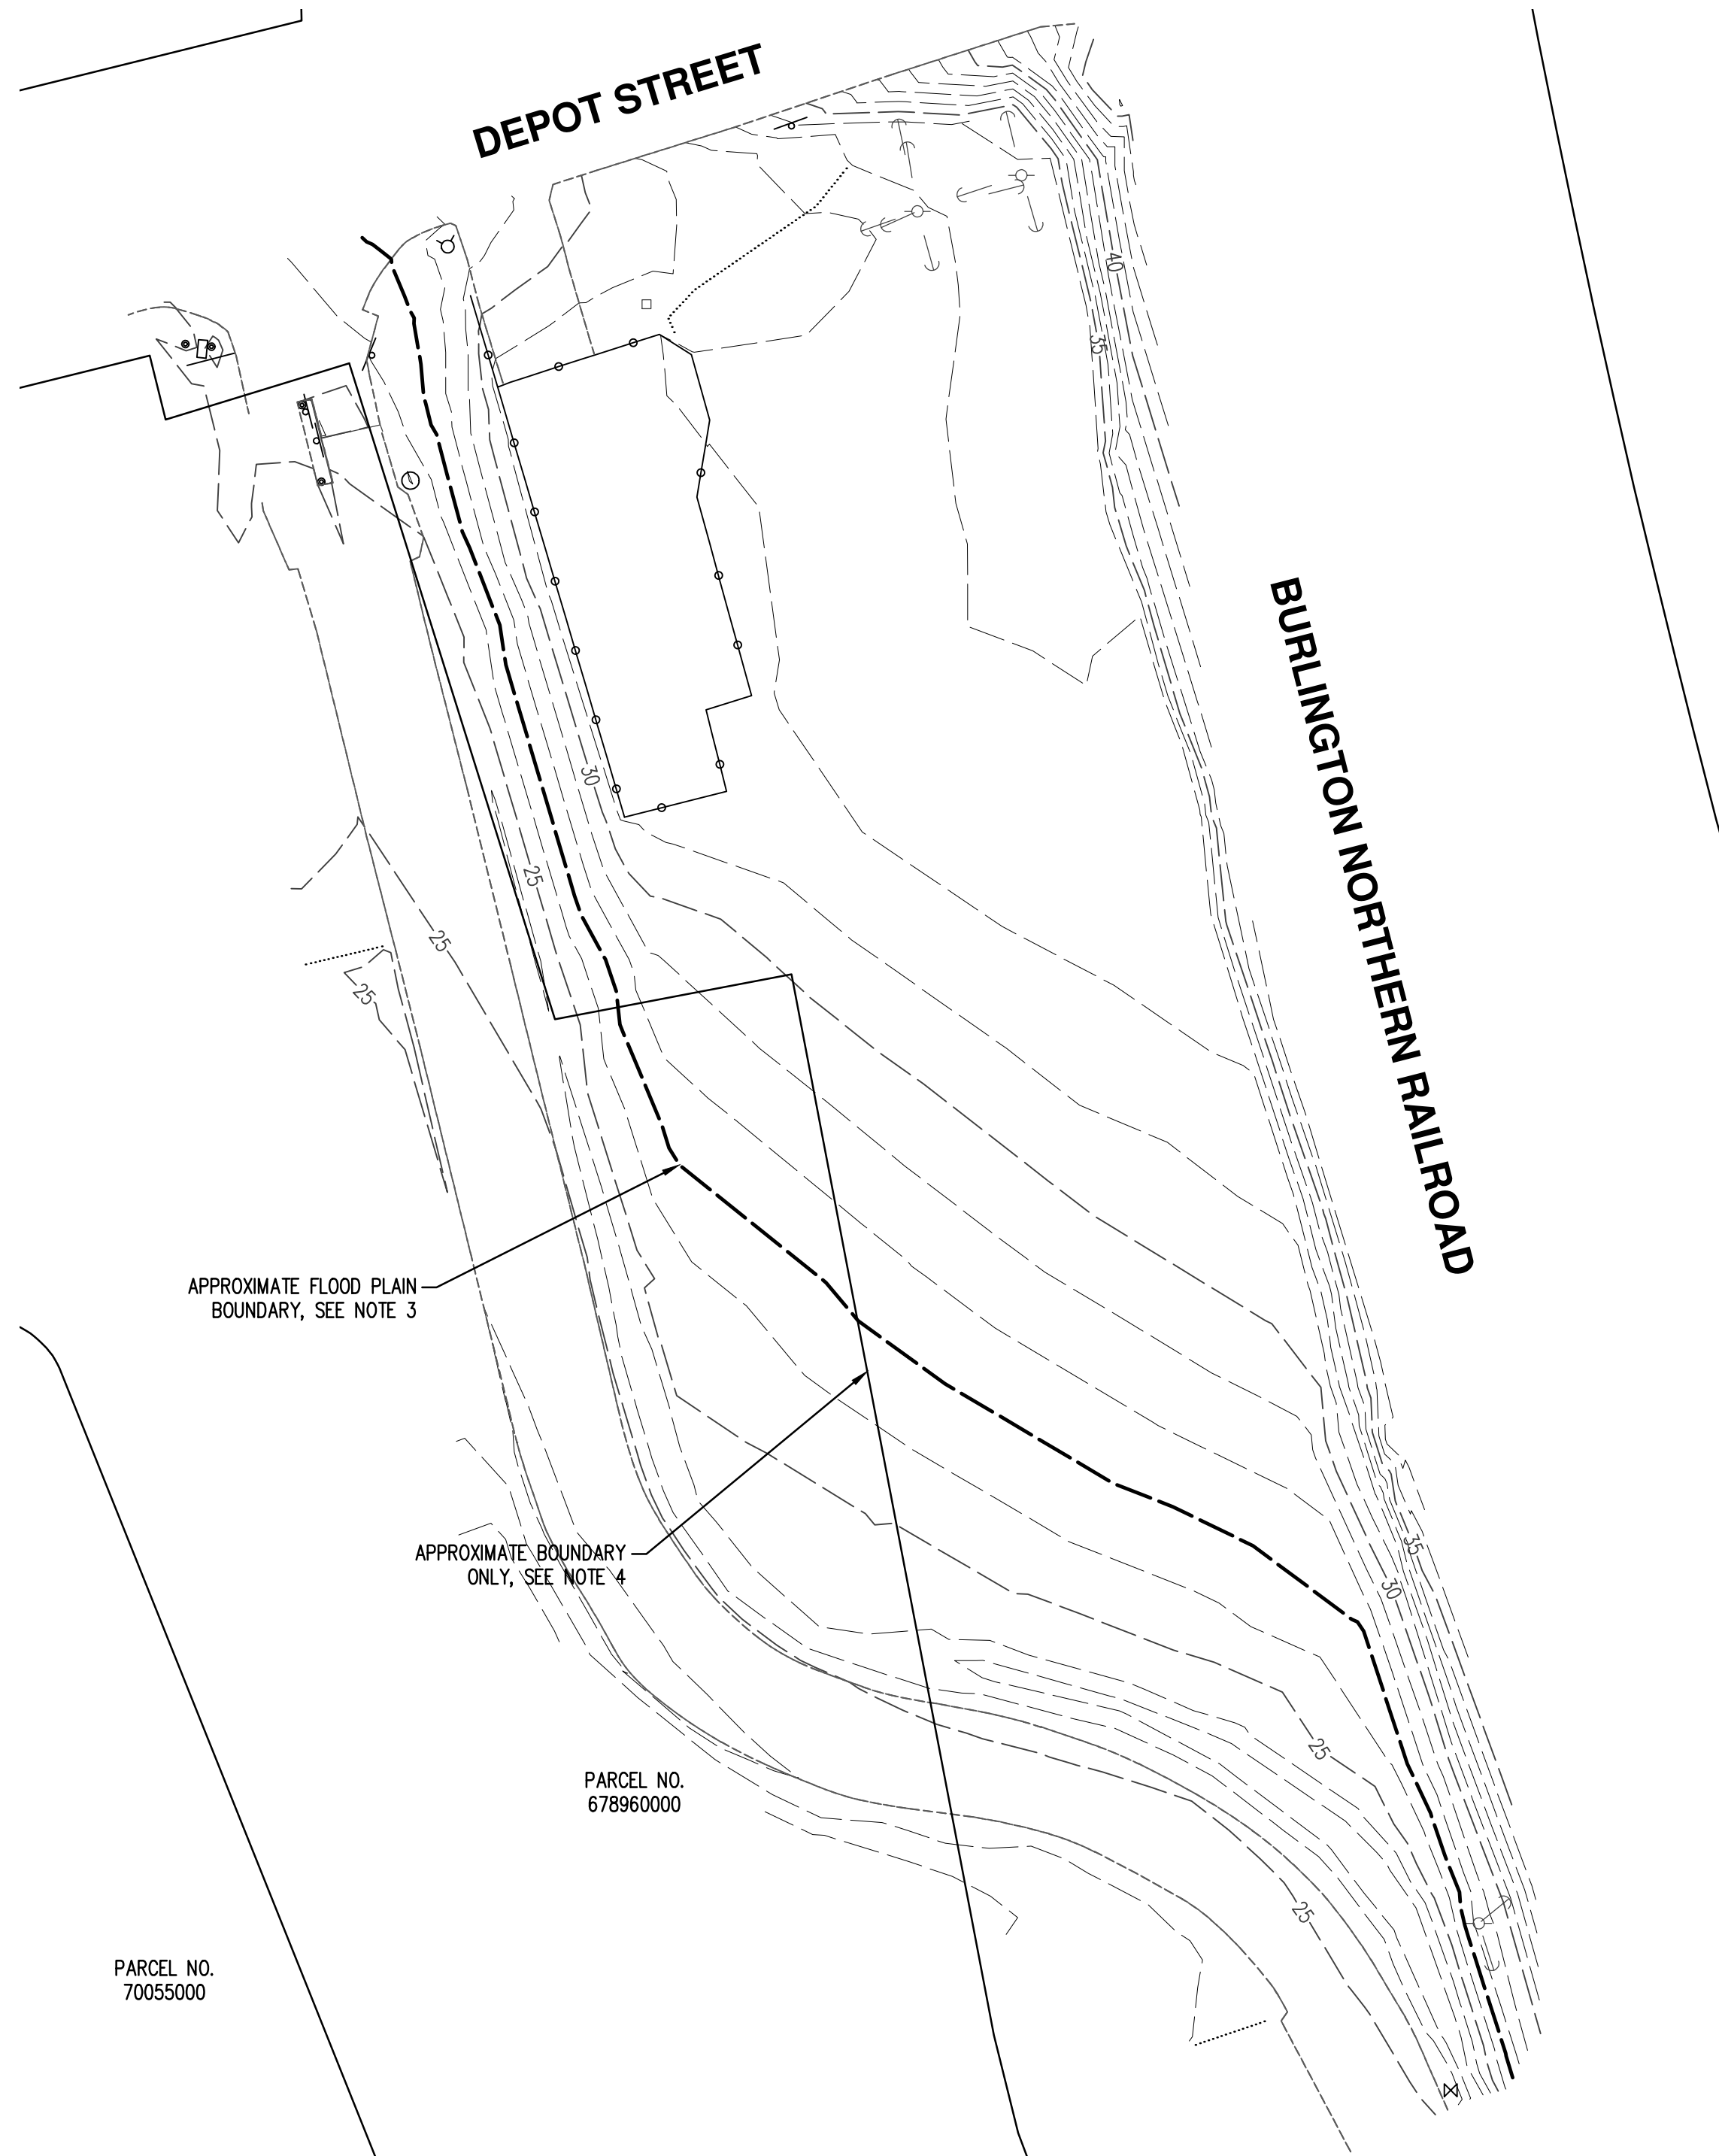 DEPOT STREET
40
35
BURLINGTON NORTHERN RAILROAD
30
25
25
25
APPROXIMATE FLOOD PLAIN
BOUNDARY, SEE NOTE 3
APPROXIMATE BOUNDARY
ONLY, SEE NOTE 4
35
30
25
PARCEL NO.
678960000
25
PARCEL NO.
70055000